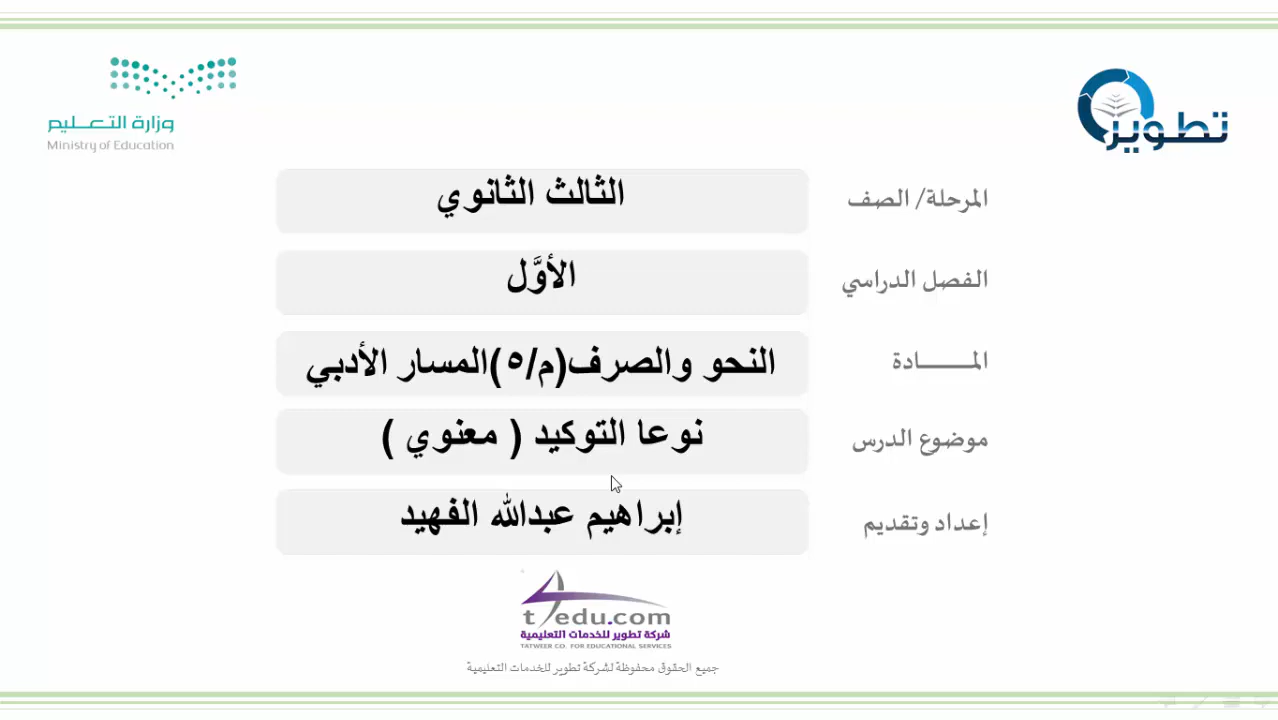 وزارة التعليم
Ministry of Education
تطوير
المرحلة/ الصف
الثالث الثانوي
الفصل الدراسي
الأوَّل
المـــــادة
النحو والصرف(م/٥)المسار الأدبي
موضوع الدرس
نوعا التوكيد ( معنوي )
إعداد وتقديم
إبراهيم عبدالله الفهيد
t4edu.com
شركة تطوير للخدمات التعليمية
TATWEER CO. FOR EDUCATIONAL SERVICES
جميع الحقوق محفوظة لشركة تطوير للخدمات التعليمية